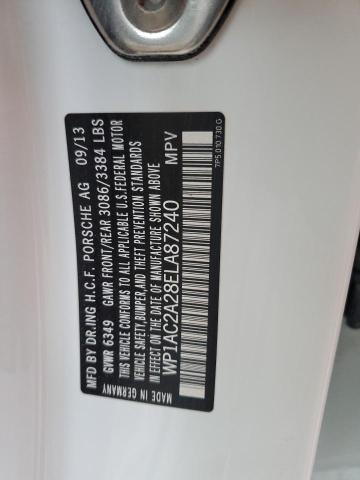 MFD BY DR.ING H.C.F. PORSCHE AG 09/13
GVWR 6349 GAWR FRONT/REAR 3086/3384 LBS
THIS VEHICLE CONFORMS TO ALL APPLICABLE U.S.FEDERAL MOTOR
VEHICLE SAFETY,BUMPER,AND THEFT PREVENTION STANDARDS
IN EFFECT ON THE DATE OF MANUFACTURE SHOWN ABOVE
WP1AC2A28ELA87240 MPV
MADE IN GERMANY
7P5.010.730 G